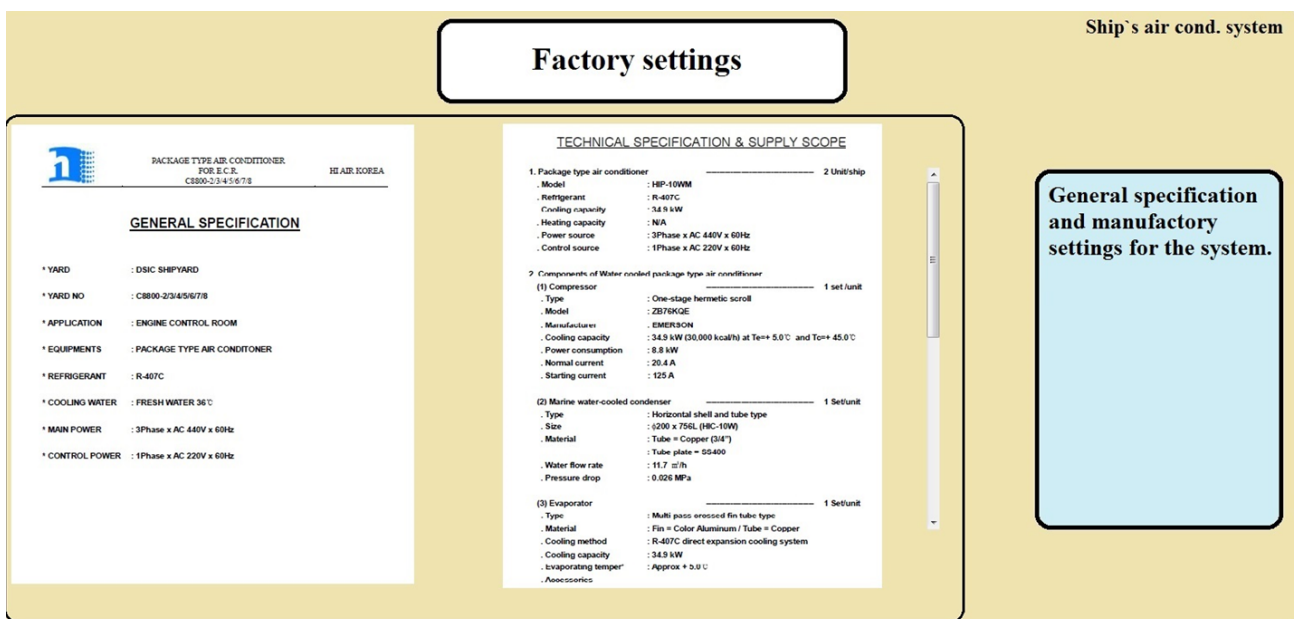 Ship`s air cond. system
Factory settings
PACKAGE TYPE AIR CONDITIONER
FOR E.C.R.
C8800-2/3/4/5/6/7/8
HI AIR KOREA
GENERAL SPECIFICATION
* YARD : DSIC SHIPYARD
* YARD NO : C8800-2/3/4/5/6/7/8
* APPLICATION : ENGINE CONTROL ROOM
* EQUIPMENTS : PACKAGE TYPE AIR CONDITONER
* REFRIGERANT : R-407C
* COOLING WATER : FRESH WATER 36℃
* MAIN POWER : 3Phase x AC 440V x 60Hz
* CONTROL POWER : 1Phase x AC 220V x 60Hz
TECHNICAL SPECIFICATION & SUPPLY SCOPE
1. Package type air conditioner ---------- 2 Unit/ship
. Model : HIP-10WM
. Refrigerant : R-407C
. Cooling capacity : 34.9 kW
. Heating capacity : N/A
. Power source : 3Phase x AC 440V x 60Hz
. Control source : 1Phase x AC 220V x 60Hz
2. Components of Water cooled package type air conditioner
(1) Compressor ---------- 1 set /unit
. Type : One-stage hermetic scroll
. Model : ZB76KQE
. Manufacturer : EMERSON
. Cooling capacity : 34.9 kW (30,000 kcal/h) at Te=+ 5.0℃ and Tc=+ 45.0℃
. Power consumption : 8.8 kW
. Normal current : 20.4 A
. Starting current : 125 A
(2) Marine water-cooled condenser ---------- 1 Set/unit
. Type : Horizontal shell and tube type
. Size : ϕ200 x 756L (HIC-10W)
. Material : Tube = Copper (3/4")
: Tube plate = SS400
. Water flow rate : 11.7 ㎥/h
. Pressure drop : 0.026 MPa
(3) Evaporator ---------- 1 Set/unit
. Type : Multi pass crossed fin tube type
. Material : Fin = Color Aluminum / Tube = Copper
. Cooling method : R-407C direct expansion cooling system
. Cooling capacity : 34.9 kW
. Evaporating temper' : Approx + 5.0℃
. Accessories
General specification
and manufactory
settings for the system.